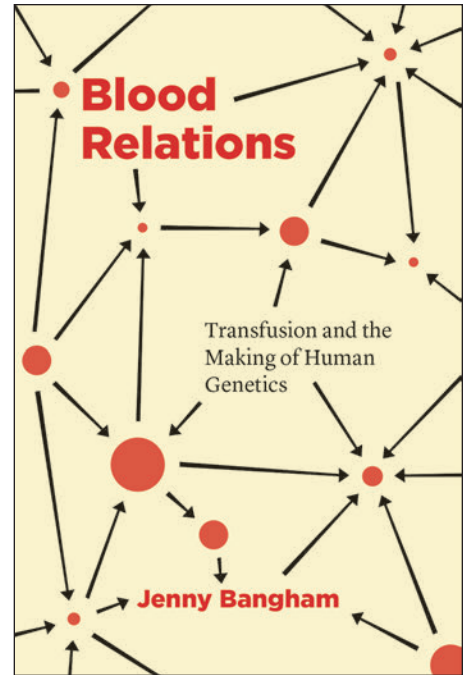 Blood
Relations
Transfusion and the
Making of Human
Genetics
Jenny Bangham